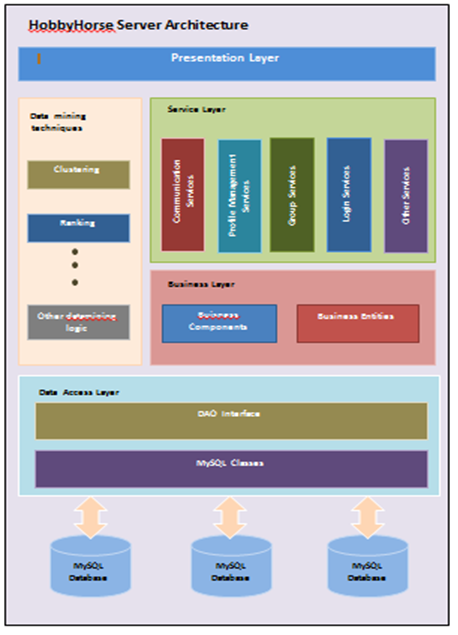 HobbyHorse Server Architecture
Presentation Layer
Data mining
techniques
Clustering
Ranking
Other datmining
logic
Service Layer
Communication
Services
Profile Management
Services
Group Services
Login Services
Other Services
Business Layer
Buisness
Components
Business Entities
Data Access Layer
DAO Interface
MySQL Classes
MySQL
Database
MySQL
Database
MySQL
Database